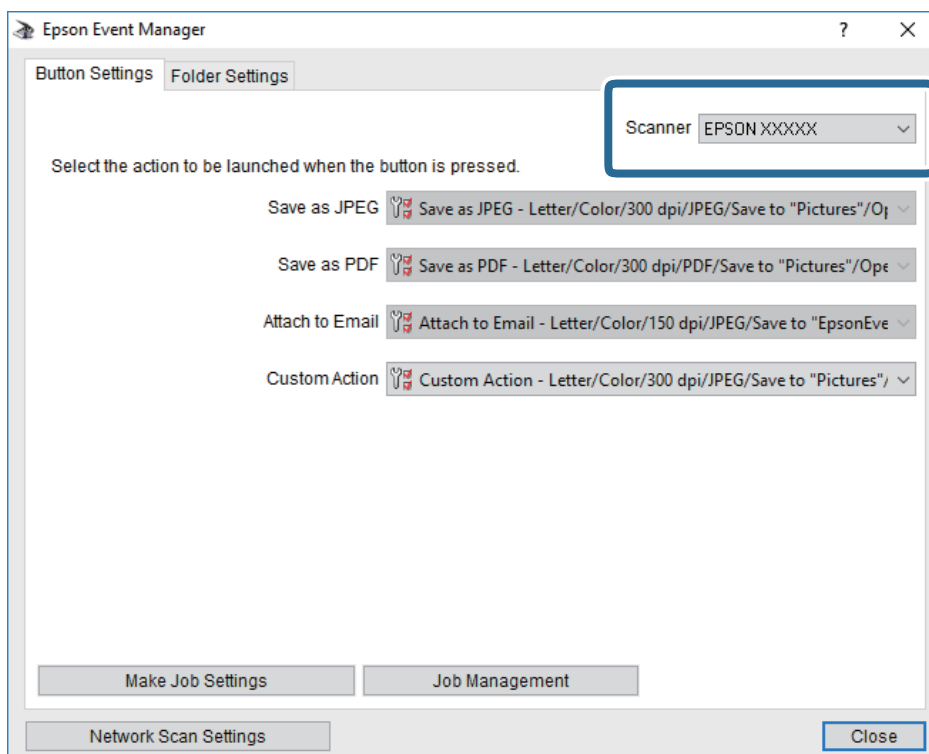 Epson Event Manager
Button Settings Folder Settings
Scanner EPSON XXXXX
Select the action to be launched when the button is pressed.
Save as JPEG Save as JPEG - Letter/Color/300 dpi/JPEG/Save to "Pictures"/Op
Save as PDF Save as PDF - Letter/Color/300 dpi/PDF/Save to "Pictures"/Ope
Attach to Email Attach to Email - Letter/Color/150 dpi/JPEG/Save to "EpsonEve
Custom Action Custom Action - Letter/Color/300 dpi/JPEG/Save to "Pictures"/
Make Job Settings Job Management
Network Scan Settings Close